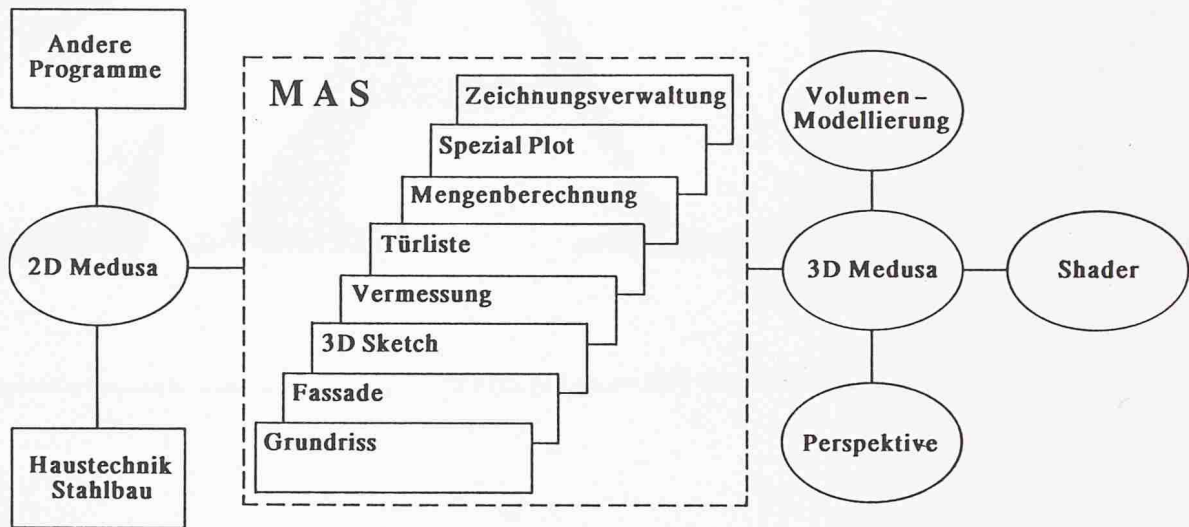 Andere
Programme
2D Medusa
Haustechnik
Stahlbau
M A S
Zeichnungsverwaltung
Spezial Plot
Mengenberechnung
Türliste
Vermessung
3D Sketch
Fassade
Grundriss
Volumen–
Modellierung
3D Medusa
Shader
Perspektive